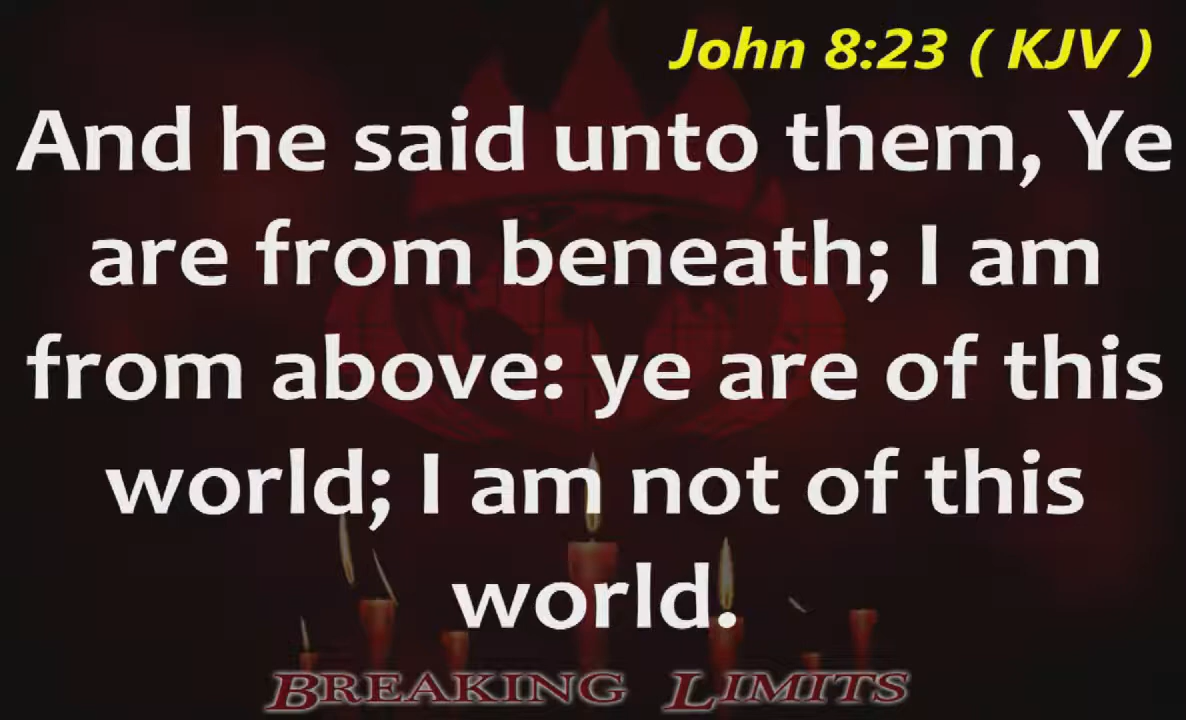 John 8:23 ( KJV )
And he said unto them, Ye
are from beneath; I am
from above: ye are of this
world; I am not of this
world.
BREAKING LIMITS